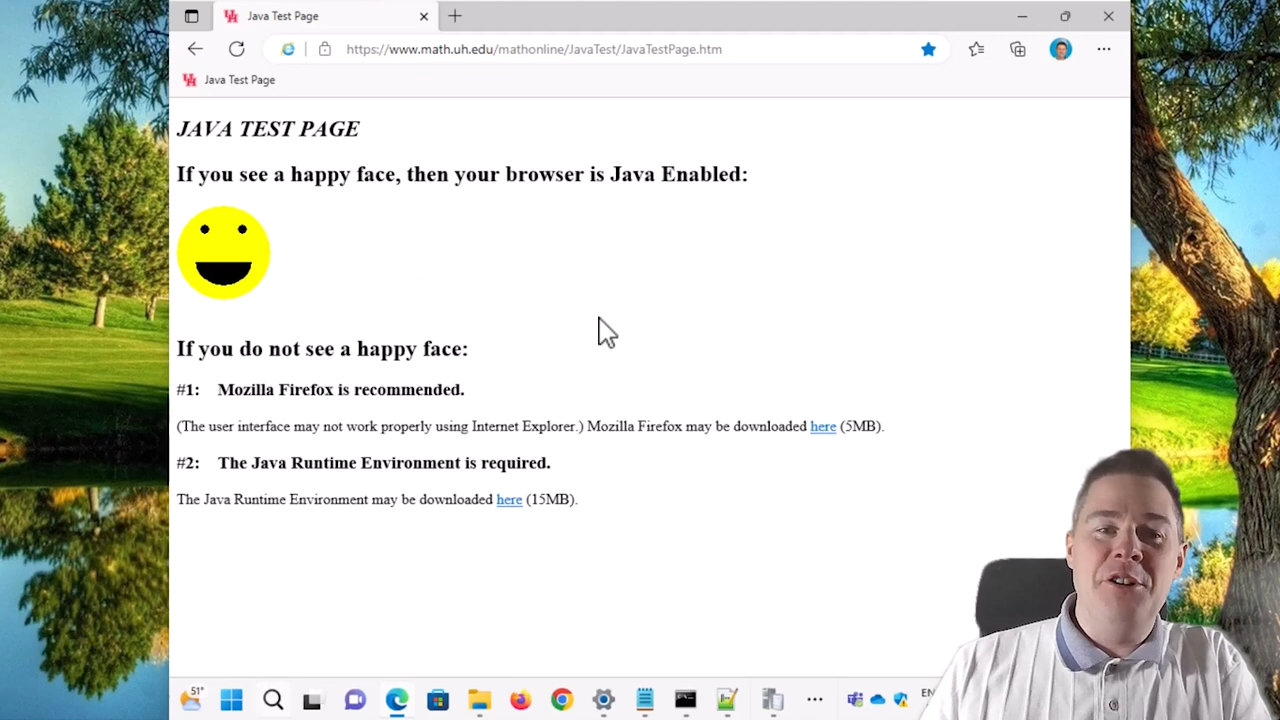 Java Test Page
https://www.math.uh.edu/mathonline/JavaTest/JavaTestPage.htm
Java Test Page
JAVA TEST PAGE
If you see a happy face, then your browser is Java Enabled:
If you do not see a happy face:
#1: Mozilla Firefox is recommended.
(The user interface may not work properly using Internet Explorer.) Mozilla Firefox may be downloaded here (5MB).
#2: The Java Runtime Environment is required.
The Java Runtime Environment may be downloaded here (15MB).
51°
EN